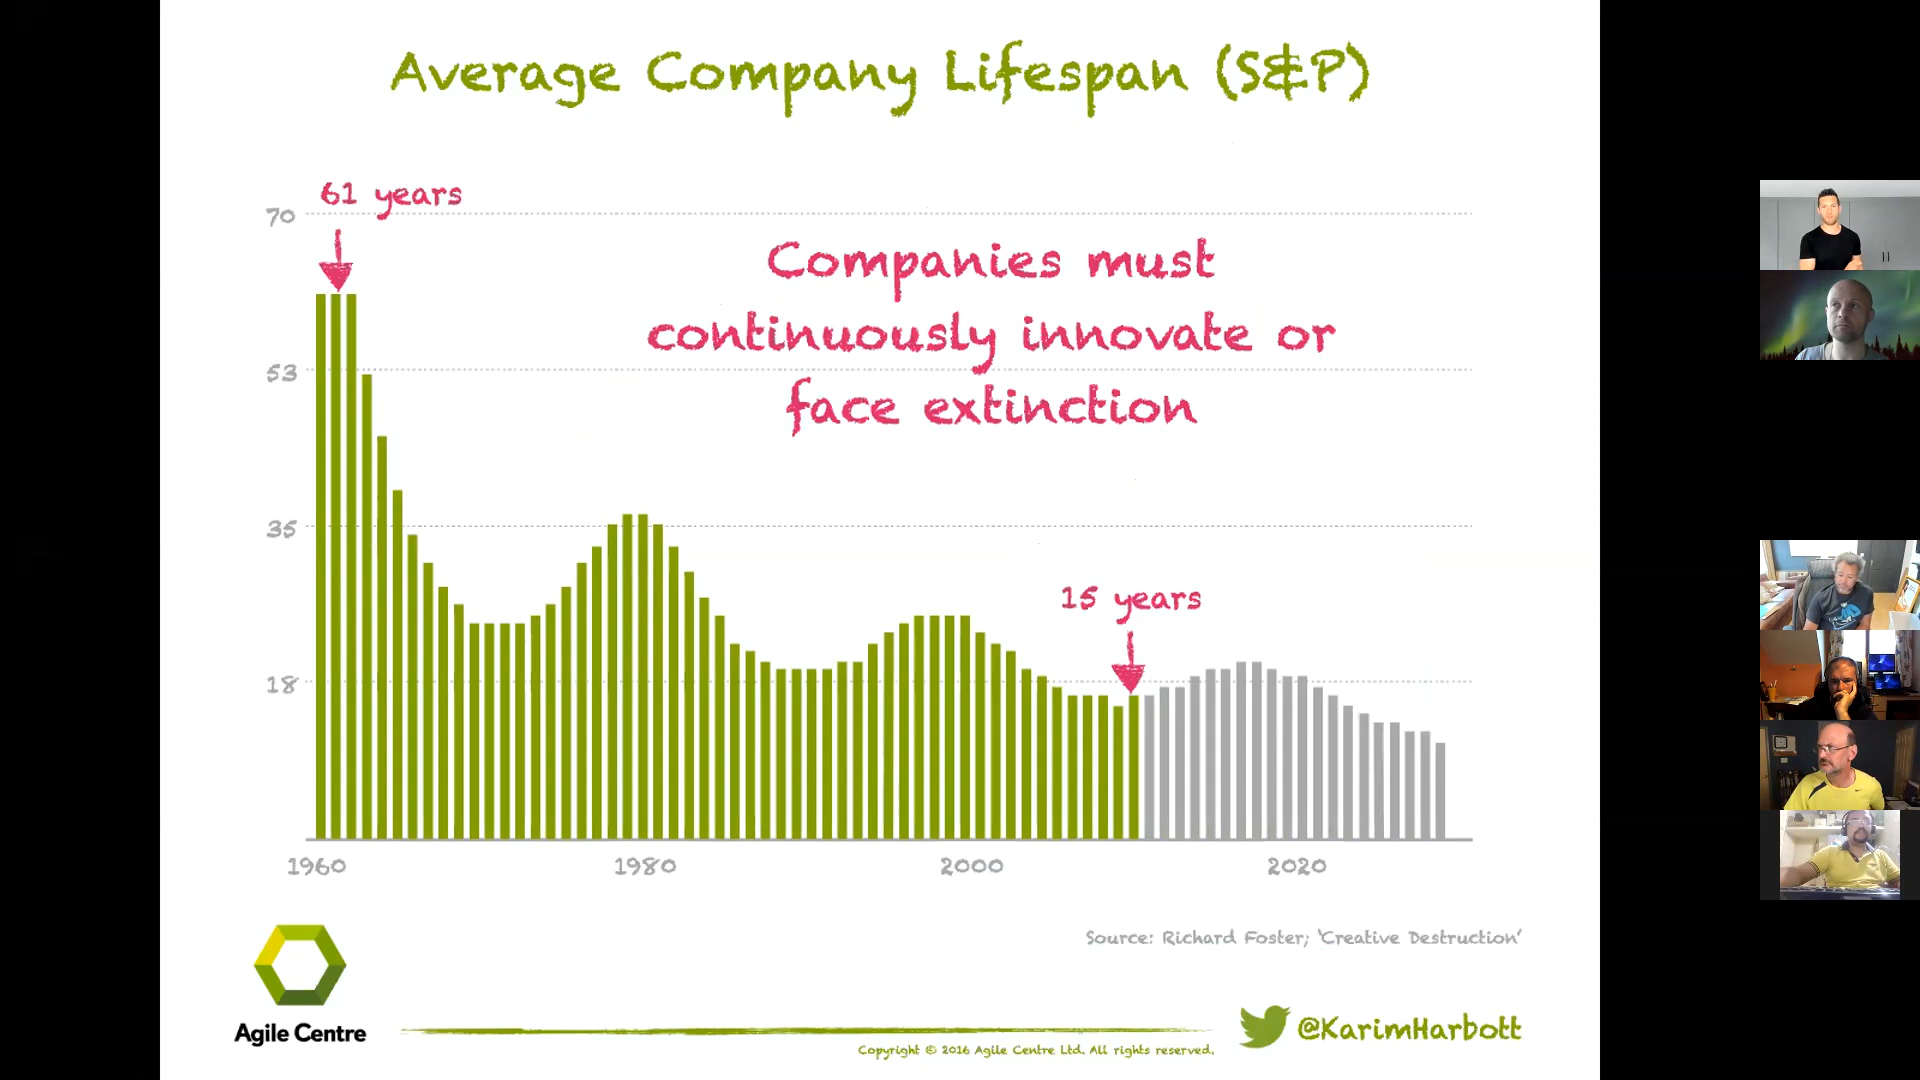 Average Company Lifespan (S&P)
61 years
70
Companies must
continuously innovate or
53
face extinction
35
15 years
18
1960 1980 2000 2020
Source: Richard Foster; 'Creative Destruction'
Agile Centre
@KarimHarbott
Copyright © 2016 Agile Centre Ltd. All rights reserved.